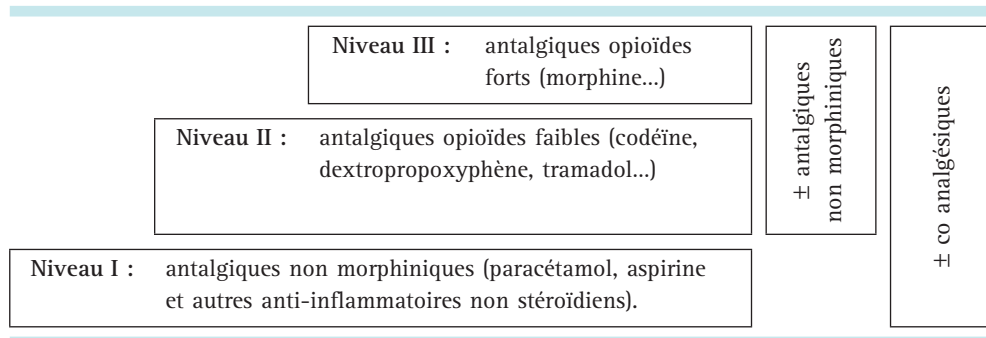 Niveau III : antalgiques opioïdes
forts (morphine...)
Niveau II : antalgiques opioïdes faibles (codéïne,
dextropropoxyphène, tramadol...)
Niveau I : antalgiques non morphiniques (paracétamol, aspirine
et autres anti-inflammatoires non stéroïdiens).
± antalgiques
non morphiniques
± co analgésiques